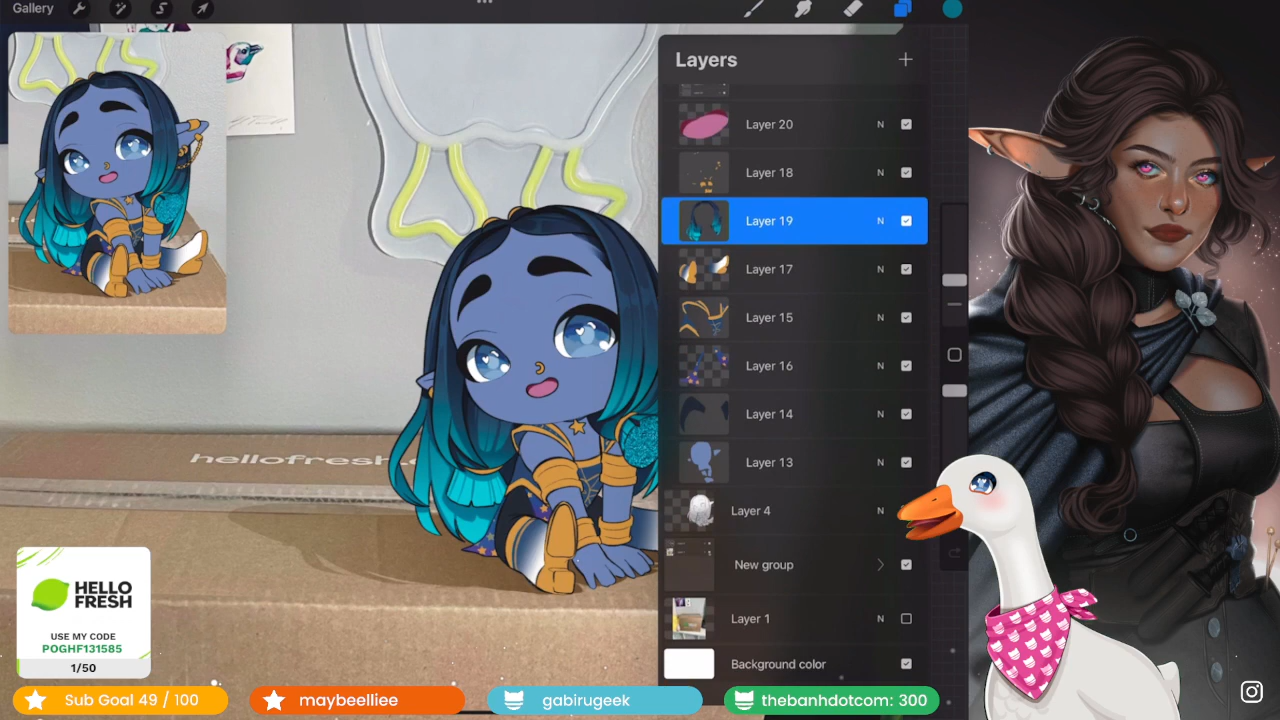 Gallery
Layers
Layer 20
N
Layer 18
N
Layer 19
N
Layer 17
N
Layer 15
N
Layer 16
N
Layer 14
N
Layer 13
N
Layer 4
N
New group
Layer 1
N
Background color
hellofresh
HELLO
FRESH
USE MY CODE
POGHF131585
1/50
Sub Goal 49 / 100
maybeelliee
gabirugeek
thebanhdotcom: 300